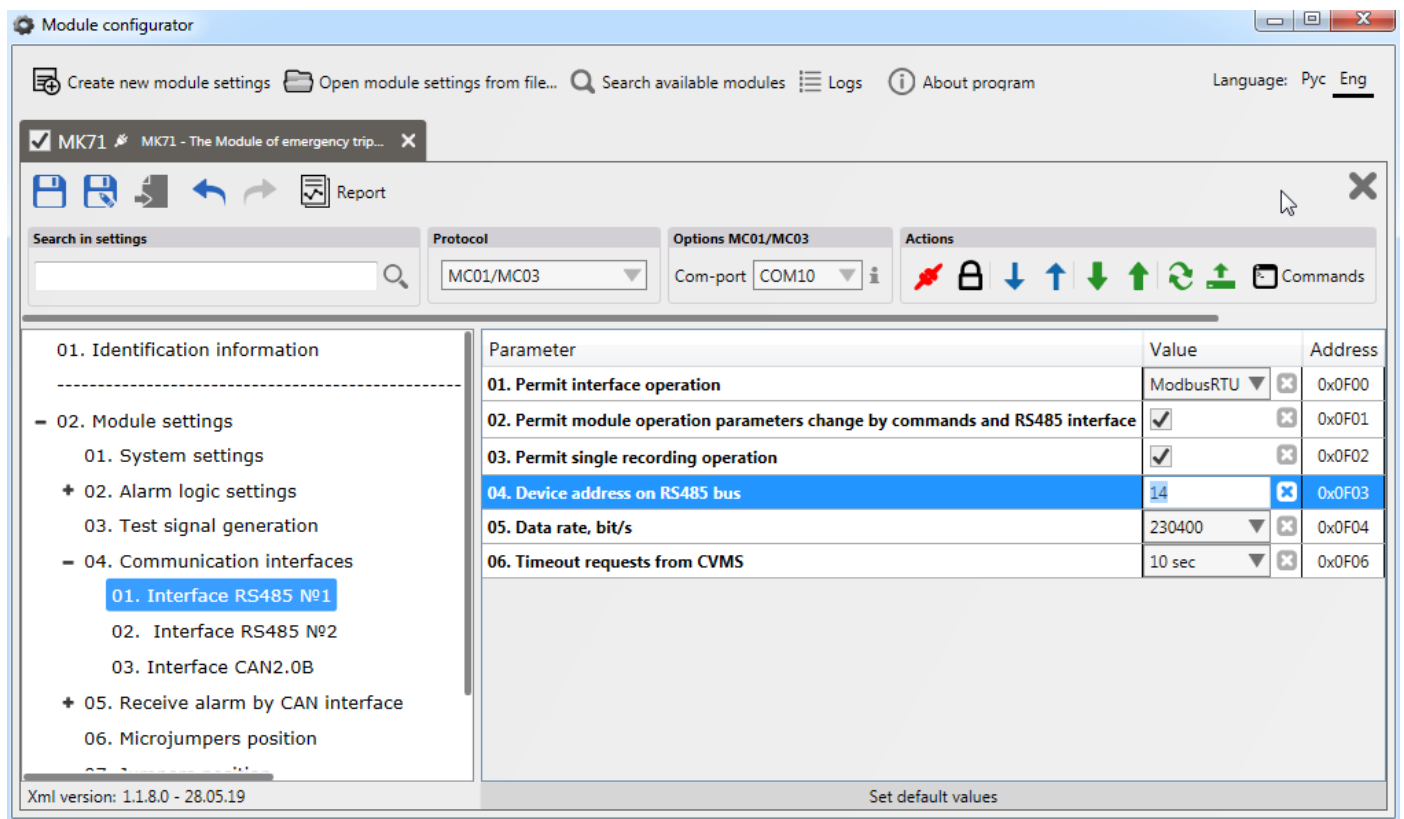 Module configurator
Create new module settings Open module settings from file... Search available modules Logs About program Language: Рус Eng
MK71 MK71 - The Module of emergency trip...
Report
Search in settings Protocol Options MC01/MC03 Actions
MC01/MC03 Com-port COM10 Commands
01. Identification information
02. Module settings
01. System settings
02. Alarm logic settings
03. Test signal generation
04. Communication interfaces
01. Interface RS485 №1
02. Interface RS485 №2
03. Interface CAN2.0B
05. Receive alarm by CAN interface
06. Microjumpers position
Parameter Value Address
01. Permit interface operation ModbusRTU 0x0F00
02. Permit module operation parameters change by commands and RS485 interface 0x0F01
03. Permit single recording operation 0x0F02
04. Device address on RS485 bus 14 0x0F03
05. Data rate, bit/s 230400 0x0F04
06. Timeout requests from CVMS 10 sec 0x0F06
Xml version: 1.1.8.0 - 28.05.19 Set default values